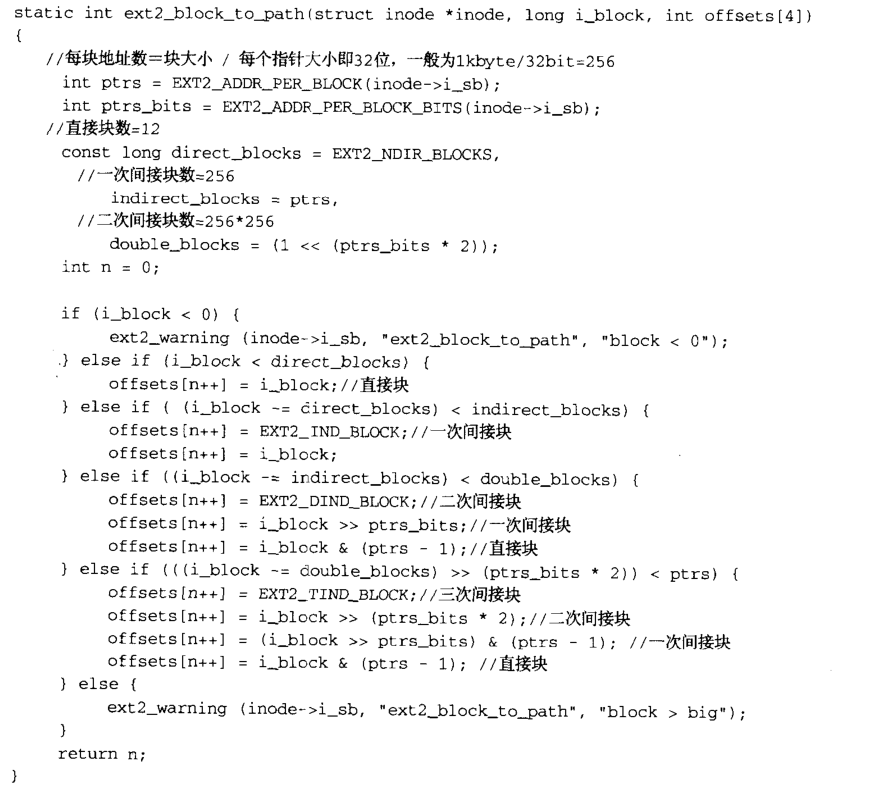 static int ext2_block_to_path(struct inode *inode, long i_block, int offsets[4])
{
//每块地址数=块大小 / 每个指针大小即32位，一般为1kbyte/32bit=256
int ptrs = EXT2_ADDR_PER_BLOCK(inode->i_sb);
int ptrs_bits = EXT2_ADDR_PER_BLOCK_BITS(inode->i_sb);
//直接块数=12
const long direct_blocks = EXT2_NDIR_BLOCKS,
//一次间接块数=256
indirect_blocks = ptrs,
//二次间接块数=256*256
double_blocks = (1 << (ptrs_bits * 2));
int n = 0;
if (i_block < 0) {
ext2_warning (inode->i_sb, "ext2_block_to_path", "block < 0");
} else if (i_block < direct_blocks) {
offsets[n++] = i_block;//直接块
} else if ( (i_block -= direct_blocks) < indirect_blocks) {
offsets[n++] = EXT2_IND_BLOCK;//一次间接块
offsets[n++] = i_block;
} else if ((i_block -= indirect_blocks) < double_blocks) {
offsets[n++] = EXT2_DIND_BLOCK;//二次间接块
offsets[n++] = i_block >> ptrs_bits;//一次间接块
offsets[n++] = i_block & (ptrs - 1);//直接块
} else if (((i_block -= double_blocks) >> (ptrs_bits * 2)) < ptrs) {
offsets[n++] = EXT2_TIND_BLOCK;//三次间接块
offsets[n++] = i_block >> (ptrs_bits * 2);//二次间接块
offsets[n++] = (i_block >> ptrs_bits) & (ptrs - 1); //一次间接块
offsets[n++] = i_block & (ptrs - 1); //直接块
} else {
ext2_warning (inode->i_sb, "ext2_block_to_path", "block > big");
}
return n;
}